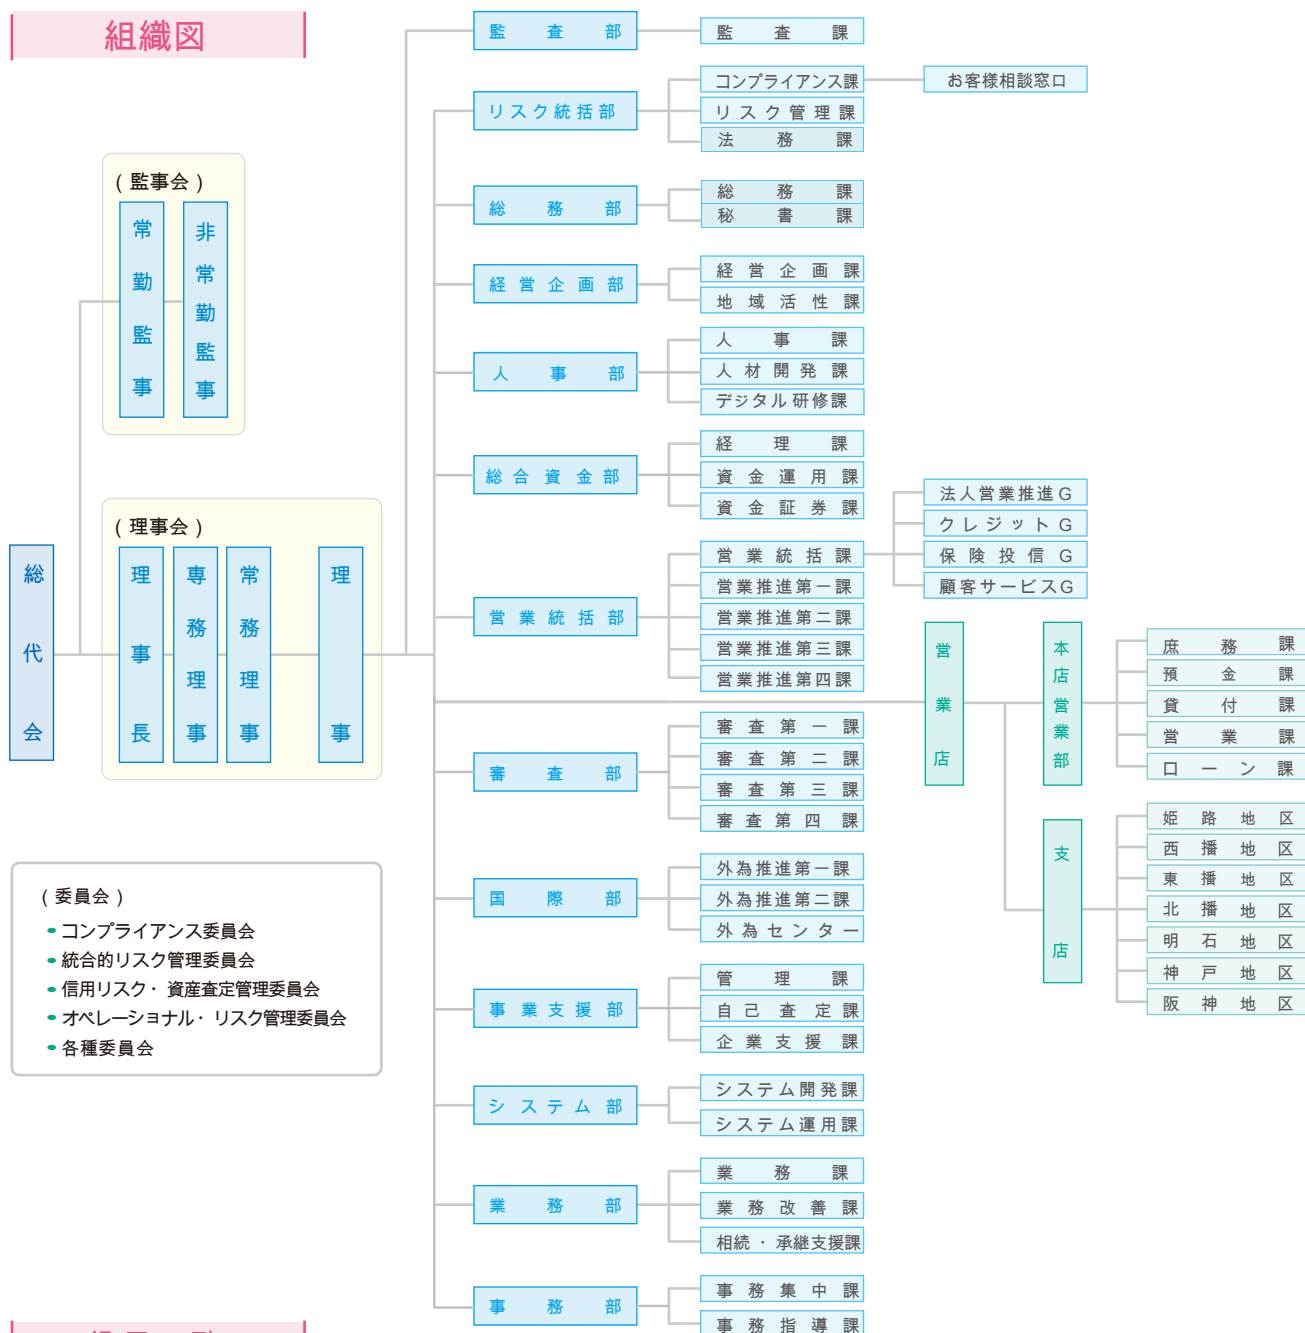 組織図
(監事会)
常勤監事
非常勤監事
(理事会)
総代会
理事長
専務理事
常務理事
理事
(委員会)
コンプライアンス委員会
統合的リスク管理委員会
信用リスク・資産査定管理委員会
オペレーショナル・リスク管理委員会
各種委員会
監査部
監査課
リスク統括部
コンプライアンス課
お客様相談窓口
リスク管理課
法務課
総務部
総務課
秘書課
経営企画部
経営企画課
地域活性課
人事部
人事課
人材開発課
デジタル研修課
総合資金部
経理課
資金運用課
資金証券課
営業統括部
営業統括課
法人営業推進G
クレジットG
保険投信G
顧客サービスG
営業推進第一課
営業推進第二課
営業推進第三課
営業推進第四課
営業店
本店営業部
庶務課
預金課
貸付課
営業課
ローン課
支店
姫路地区
西播地区
東播地区
北播地区
明石地区
神戸地区
阪神地区
審査部
審査第一課
審査第二課
審査第三課
審査第四課
国際部
外為推進第一課
外為推進第二課
外為センター
事業支援部
管理課
自己査定課
企業支援課
システム部
システム開発課
システム運用課
業務部
業務課
業務改善課
相続・承継支援課
事務部
事務集中課
事務指導課